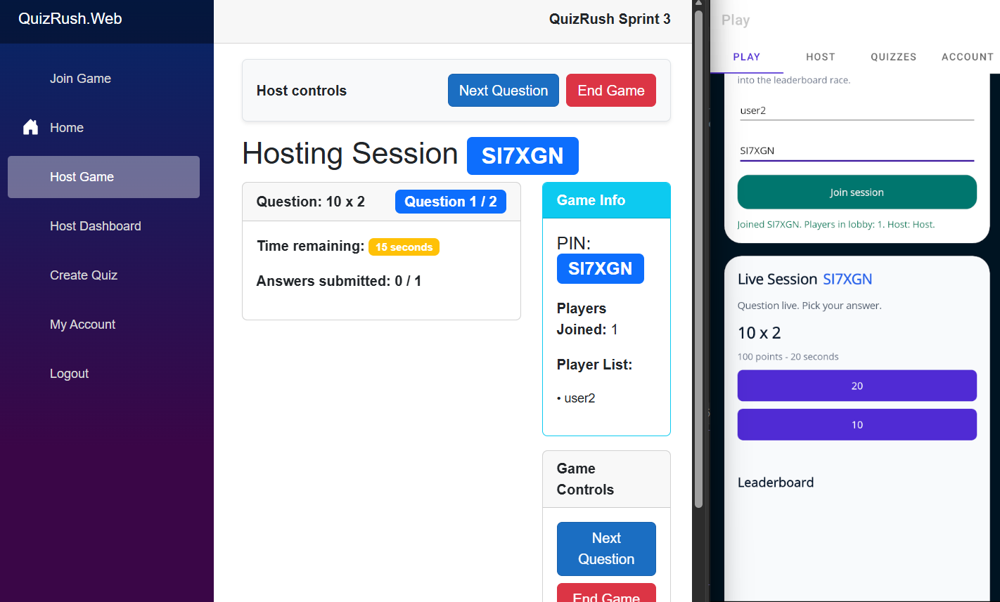 QuizRush.Web
Join Game
Home
Host Game
Host Dashboard
Create Quiz
My Account
Logout
QuizRush Sprint 3
Host controls
Next Question
End Game
Hosting Session SI7XGN
Question: 10 x 2
Question 1 / 2
Time remaining: 15 seconds
Answers submitted: 0 / 1
Game Info
PIN:
SI7XGN
Players
Joined: 1
Player List:
• user2
Game
Controls
Next
Question
End Game
Play
PLAY
HOST
QUIZZES
ACCOUNT
into the leaderboard race.
user2
SI7XGN
Join session
Joined SI7XGN. Players in lobby: 1. Host: Host.
Live Session SI7XGN
Question live. Pick your answer.
10 x 2
100 points - 20 seconds
20
10
Leaderboard